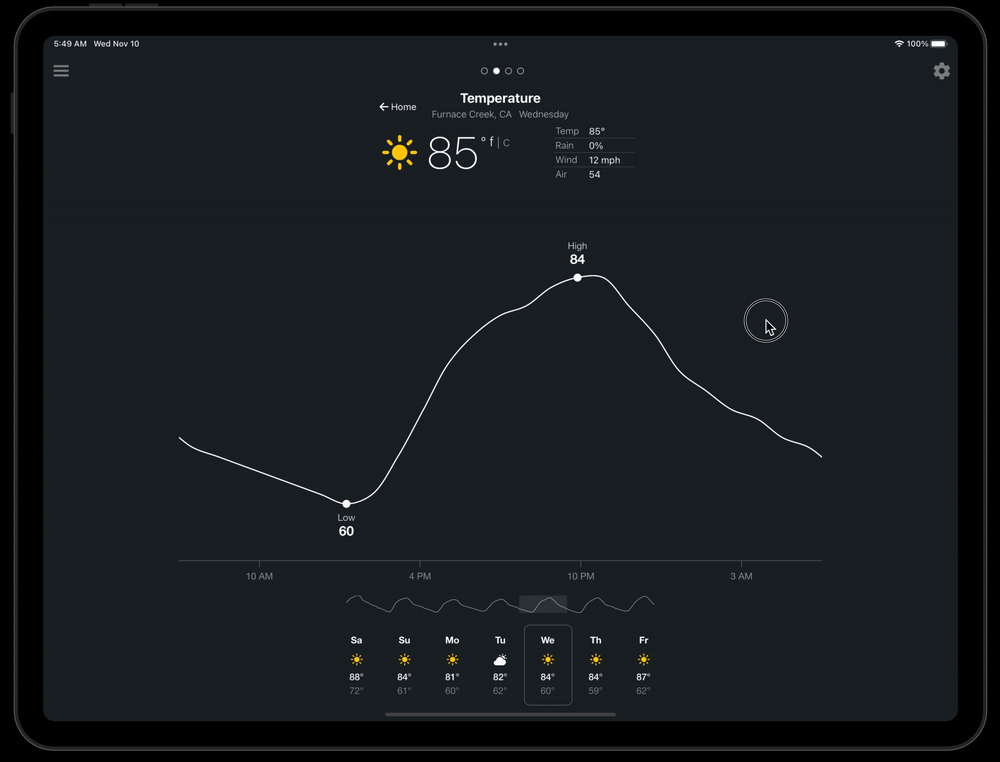 5:49 AM Wed Nov 10
100%
Temperature
← Home
Furnace Creek, CA Wednesday
85° f | C
Temp 85°
Rain 0%
Wind 12 mph
Air 54
High
84
Low
60
10 AM 4 PM 10 PM 3 AM
Sa Su Mo Tu We Th Fr
88° 84° 81° 82° 84° 84° 87°
72° 61° 60° 62° 60° 59° 62°